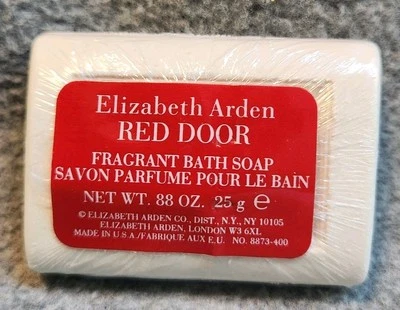 Elizabeth Arden
RED DOOR
FRAGRANT BATH SOAP
SAVON PARFUME POUR LE BAIN
NET WT. 88 OZ. 25 g ℮
© ELIZABETH ARDEN CO., DIST., N.Y., NY 10105
ELIZABETH ARDEN, LONDON W3 6XL
MADE IN U.S.A./FABRIQUE AUX E.U. NO. 8873-400